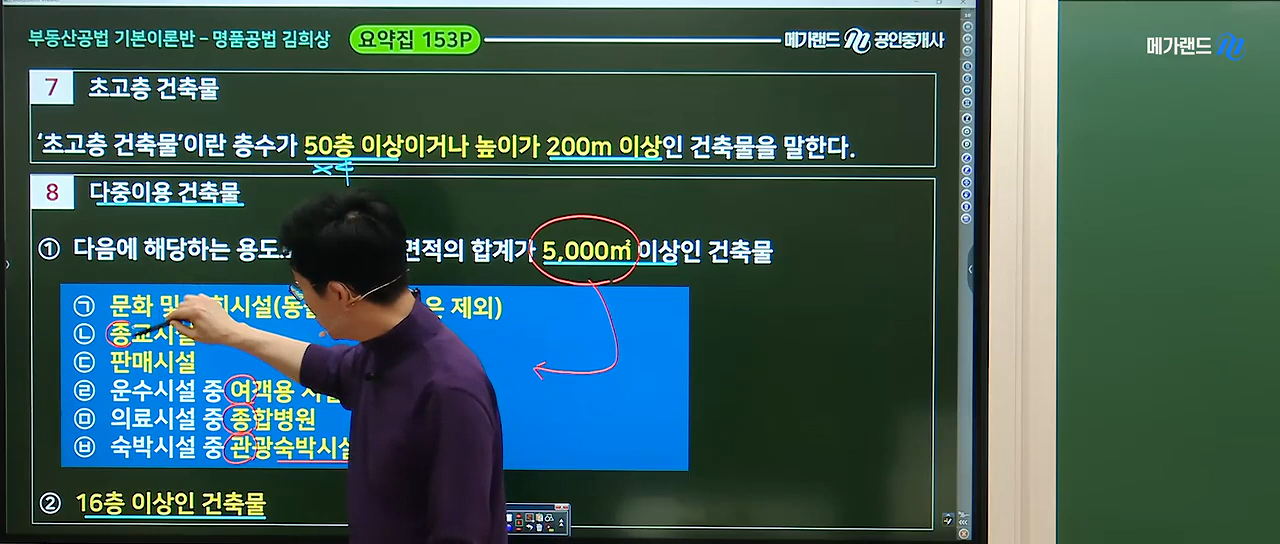 부동산공법 기본이론반 - 명품공법 김희상
요약집 153P
메가랜드 공인중개사
메가랜드
7 초고층 건축물
'초고층 건축물'이란 층수가 50층 이상이거나 높이가 200m 이상인 건축물을 말한다.
8 다중이용 건축물
① 다음에 해당하는 면적의 합계가 5,000㎡ 이상인 건축물
㉠ 문화 및 제외)
㉡ 종교시설
㉢ 판매시설
㉣ 운수시설 중 여객용
㉤ 의료시설 중 종합병원
㉥ 숙박시설 중 관광숙박시설
② 16층 이상인 건축물